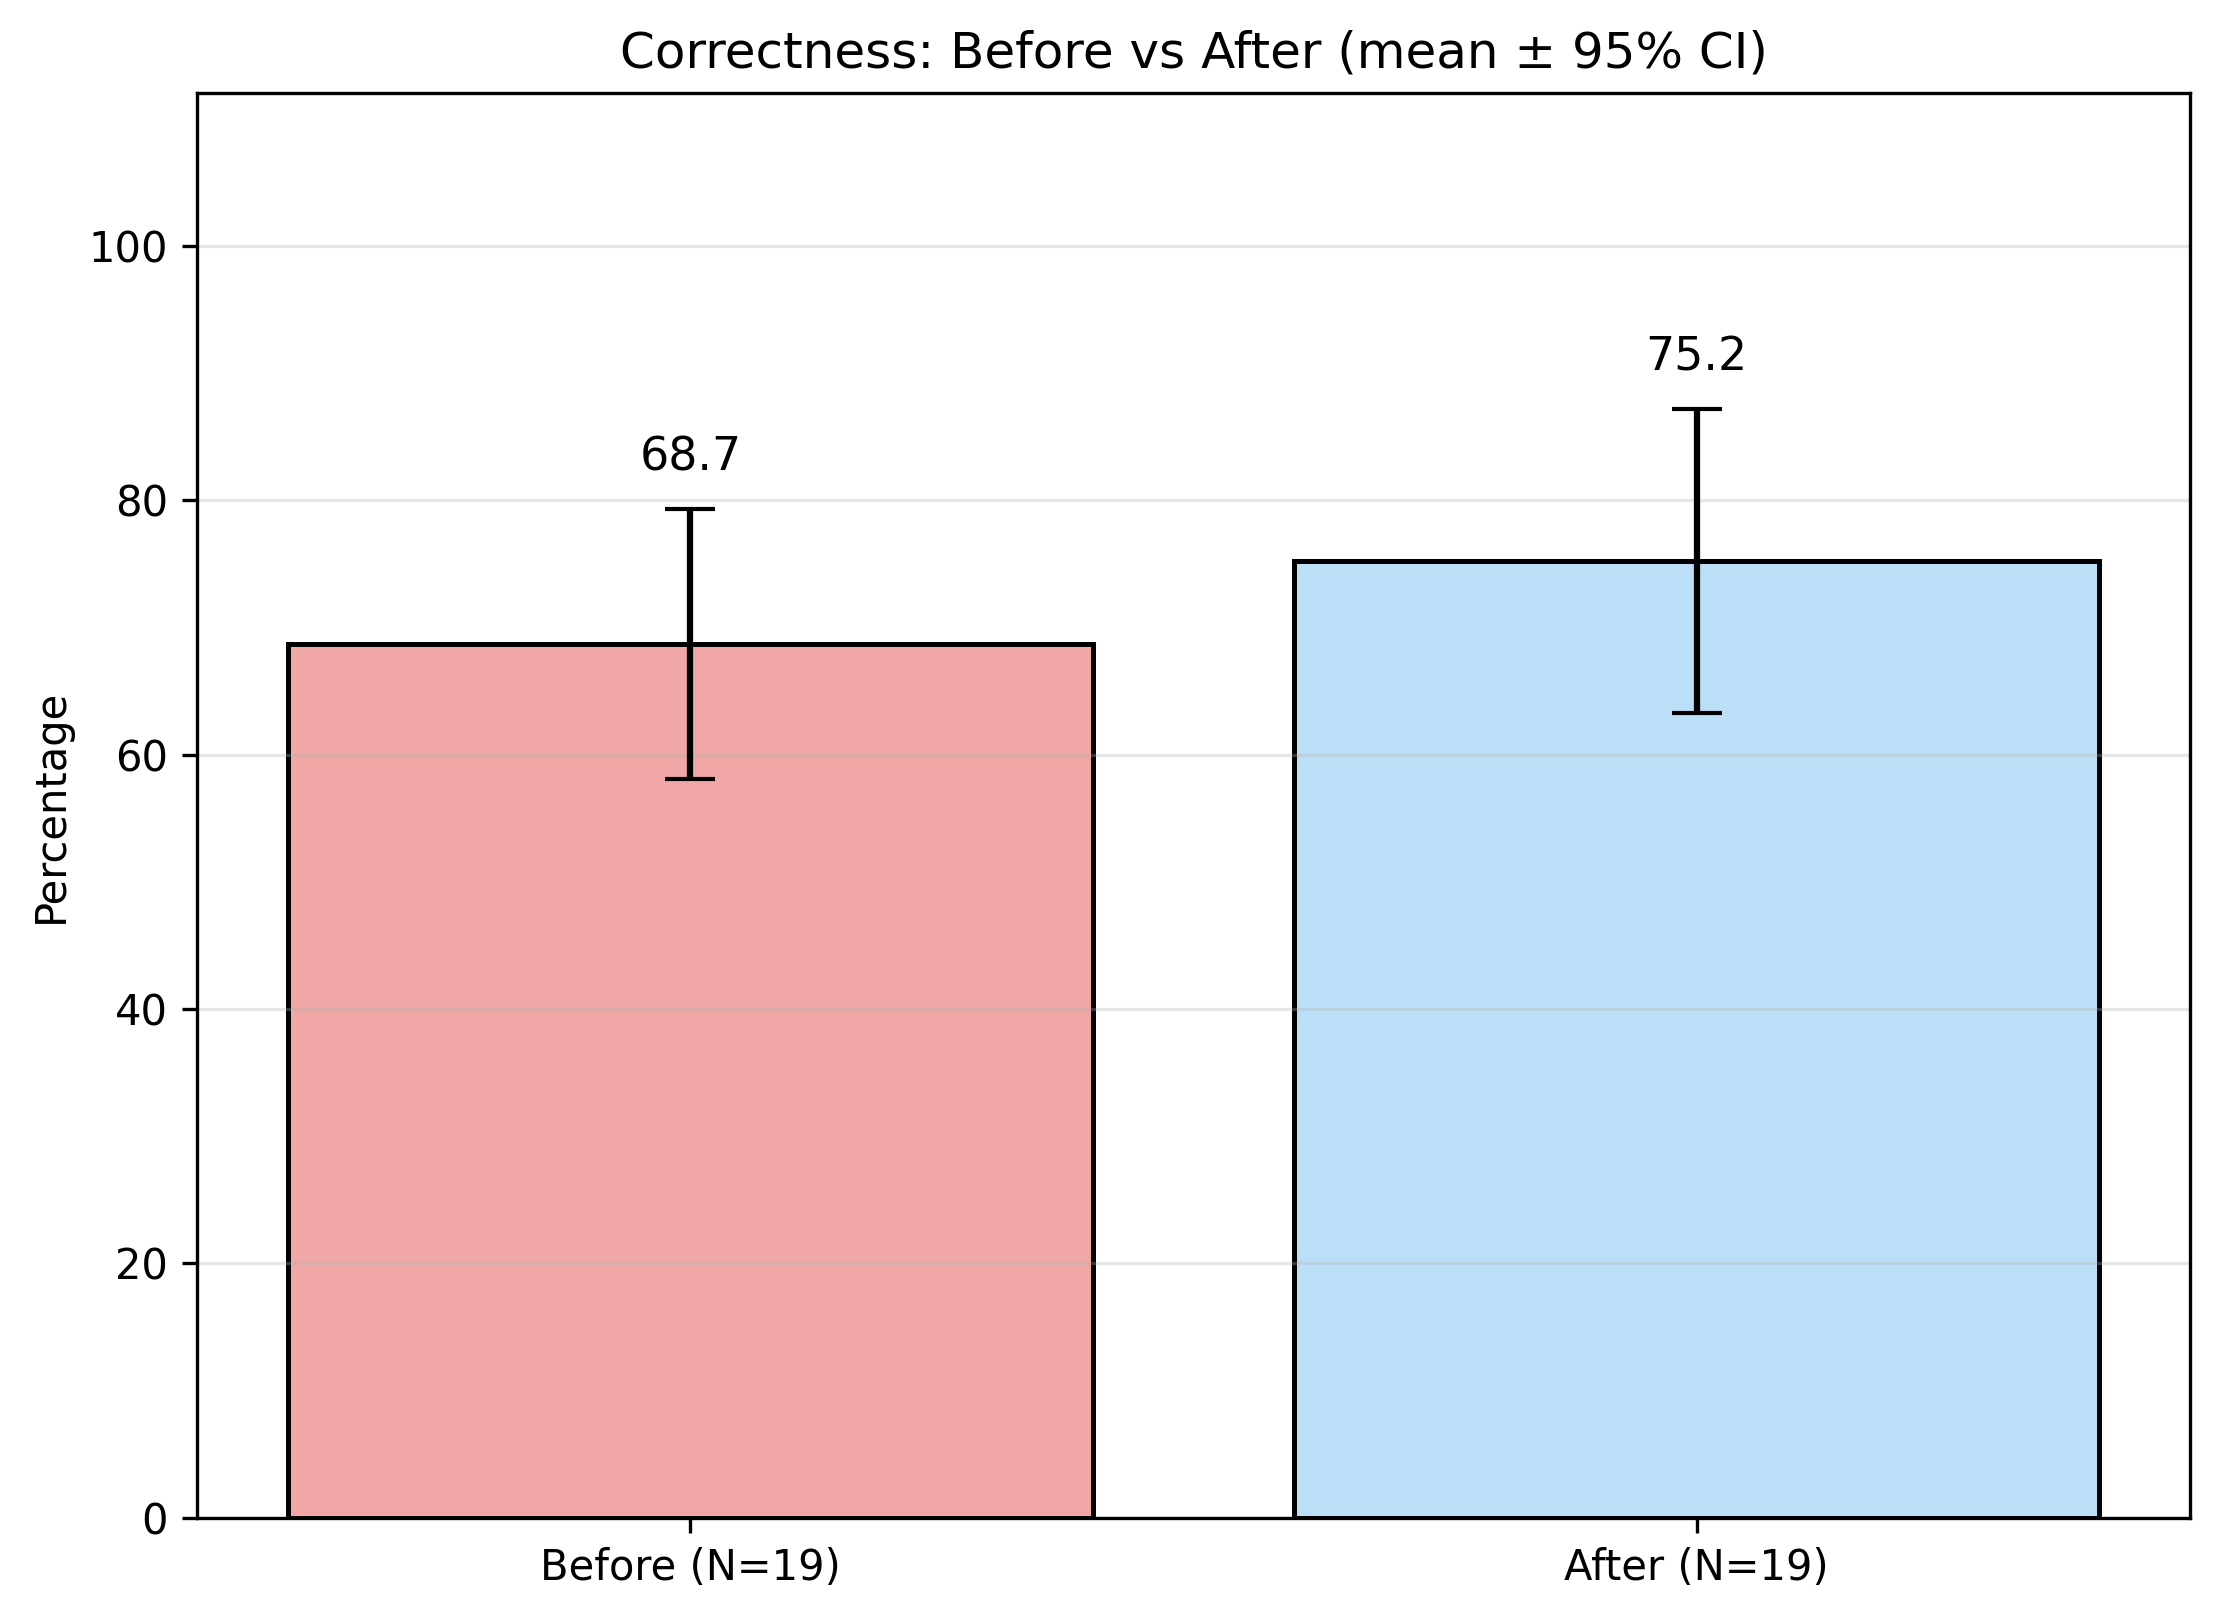 Correctness: Before vs After (mean ± 95% CI)
100
80
60
40
20
0
Percentage
68.7
75.2
Before (N=19)
After (N=19)